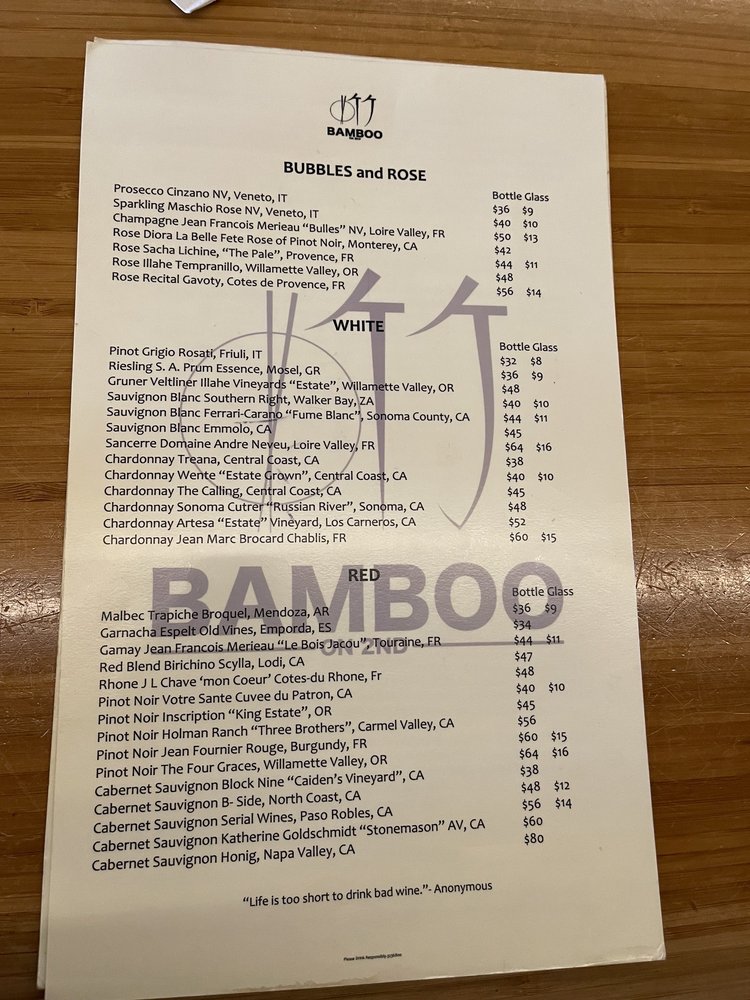 竹
BAMBOO
BUBBLES and ROSE
Bottle Glass
Prosecco Cinzano NV, Veneto, IT $36 $9
Sparkling Maschio Rose NV, Veneto, IT $40 $10
Champagne Jean Francois Merieau “Bulles” NV, Loire Valley, FR $50 $13
Rose Diora La Belle Fete Rose of Pinot Noir, Monterey, CA $42
Rose Sacha Lichine, “The Pale”, Provence, FR $44 $11
Rose Illahe Tempranillo, Willamette Valley, OR $48
Rose Recital Gavoty, Cotes de Provence, FR $56 $14
WHITE
Bottle Glass
Pinot Grigio Rosati, Friuli, IT $32 $8
Riesling S. A. Prum Essence, Mosel, GR $36 $9
Gruner Veltliner Illahe Vineyards “Estate”, Willamette Valley, OR $48
Sauvignon Blanc Southern Right, Walker Bay, ZA $40 $10
Sauvignon Blanc Ferrari-Carano “Fume Blanc”, Sonoma County, CA $44 $11
Sauvignon Blanc Emmolo, CA $45
Sancerre Domaine Andre Neveu, Loire Valley, FR $64 $16
Chardonnay Treana, Central Coast, CA $38
Chardonnay Wente “Estate Grown”, Central Coast, CA $40 $10
Chardonnay The Calling, Central Coast, CA $45
Chardonnay Sonoma Cutrer “Russian River”, Sonoma, CA $48
Chardonnay Artesa “Estate” Vineyard, Los Carneros, CA $52
Chardonnay Jean Marc Brocard Chablis, FR $60 $15
竹
BAMBOO
ON 2ND
RED
Bottle Glass
Malbec Trapiche Broquel, Mendoza, AR $36 $9
Garnacha Espelt Old Vines, Emporda, ES $34
Gamay Jean Francois Merieau “Le Bois Jacou”, Touraine, FR $44 $11
Red Blend Birichino Scylla, Lodi, CA $47
Rhone J L Chave ‘mon Coeur’ Cotes-du Rhone, Fr $48
Pinot Noir Votre Sante Cuvee du Patron, CA $40 $10
Pinot Noir Inscription “King Estate”, OR $45
Pinot Noir Holman Ranch “Three Brothers”, Carmel Valley, CA $56
Pinot Noir Jean Fournier Rouge, Burgundy, FR $60 $15
Pinot Noir The Four Graces, Willamette Valley, OR $64 $16
Cabernet Sauvignon Block Nine “Caiden’s Vineyard”, CA $38
Cabernet Sauvignon B- Side, North Coast, CA $48 $12
Cabernet Sauvignon Serial Wines, Paso Robles, CA $56 $14
Cabernet Sauvignon Katherine Goldschmidt “Stonemason” AV, CA $60
Cabernet Sauvignon Honig, Napa Valley, CA $80
“Life is too short to drink bad wine.”- Anonymous
Please Drink Responsibly